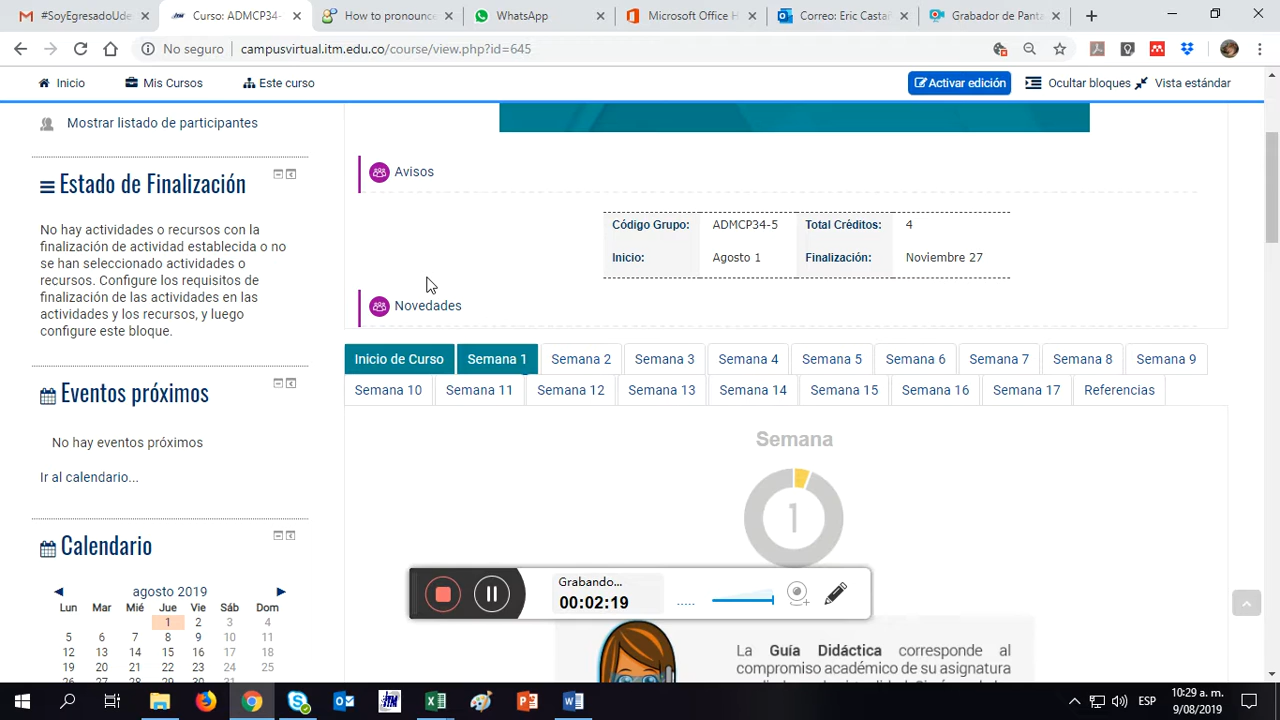 #SoyEgresadoUde
Curso: ADMCP34-
How to pronounce
WhatsApp
Microsoft Office H
Correo: Eric Castañ
Grabador de Panta
No seguro
campusvirtual.itm.edu.co/course/view.php?id=645
Inicio
Mis Cursos
Este curso
Activar edición
Ocultar bloques
Vista estándar
Mostrar listado de participantes
Estado de Finalización
No hay actividades o recursos con la
finalización de actividad establecida o no
se han seleccionado actividades o
recursos. Configure los requisitos de
finalización de las actividades en las
actividades y los recursos, y luego
configure este bloque.
Eventos próximos
No hay eventos próximos
Ir al calendario...
Calendario
◄ agosto 2019 ►
Lun Mar Mié Jue Vie Sáb Dom
1 2 3 4
5 6 7 8 9 10 11
12 13 14 15 16 17 18
19 20 21 22 23 24 25
Avisos
Código Grupo: ADMCP34-5 Total Créditos: 4
Inicio: Agosto 1 Finalización: Noviembre 27
Novedades
Inicio de Curso Semana 1 Semana 2 Semana 3 Semana 4 Semana 5 Semana 6 Semana 7 Semana 8 Semana 9
Semana 10 Semana 11 Semana 12 Semana 13 Semana 14 Semana 15 Semana 16 Semana 17 Referencias
Semana
1
Grabando...
00:02:19
La Guía Didáctica corresponde al
compromiso académico de su asignatura
ESP
10:29 a. m.
9/08/2019